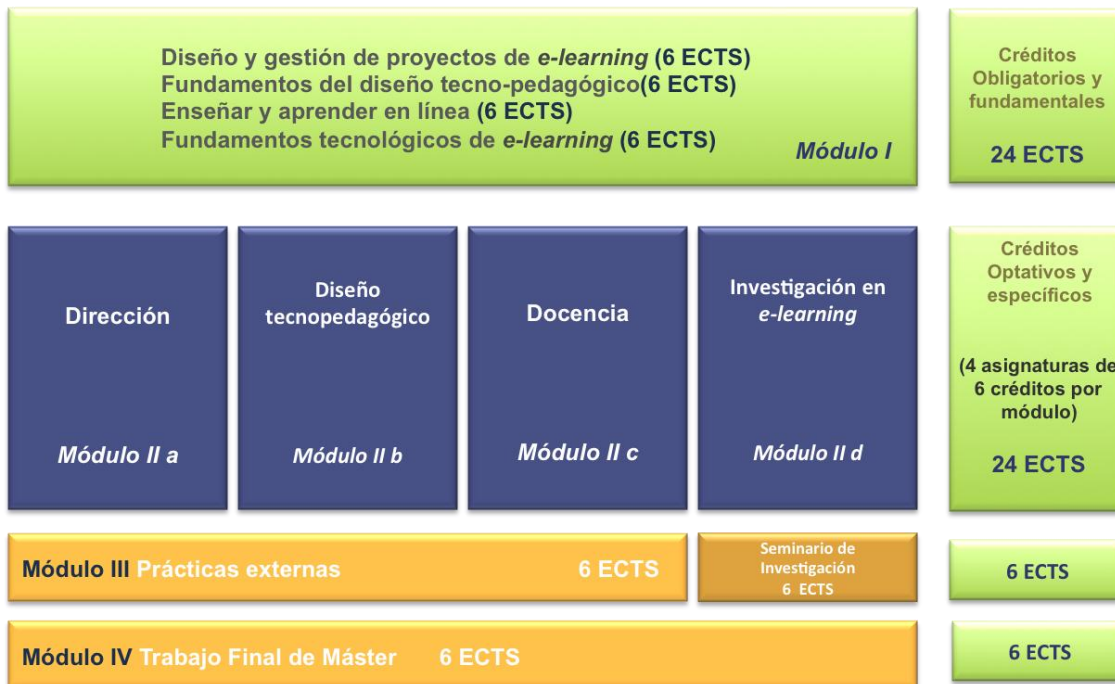 Diseño y gestión de proyectos de e-learning (6 ECTS)
Fundamentos del diseño tecno-pedagógico(6 ECTS)
Enseñar y aprender en línea (6 ECTS)
Fundamentos tecnológicos de e-learning (6 ECTS)
Módulo I
Créditos
Obligatorios y
fundamentales
24 ECTS
Dirección
Módulo II a
Diseño
tecnopedagógico
Módulo II b
Docencia
Módulo II c
Investigación en
e-learning
Módulo II d
Créditos
Optativos y
específicos
(4 asignaturas de
6 créditos por
módulo)
24 ECTS
Módulo III Prácticas externas 6 ECTS
Seminario de
Investigación
6 ECTS
6 ECTS
Módulo IV Trabajo Final de Máster 6 ECTS
6 ECTS